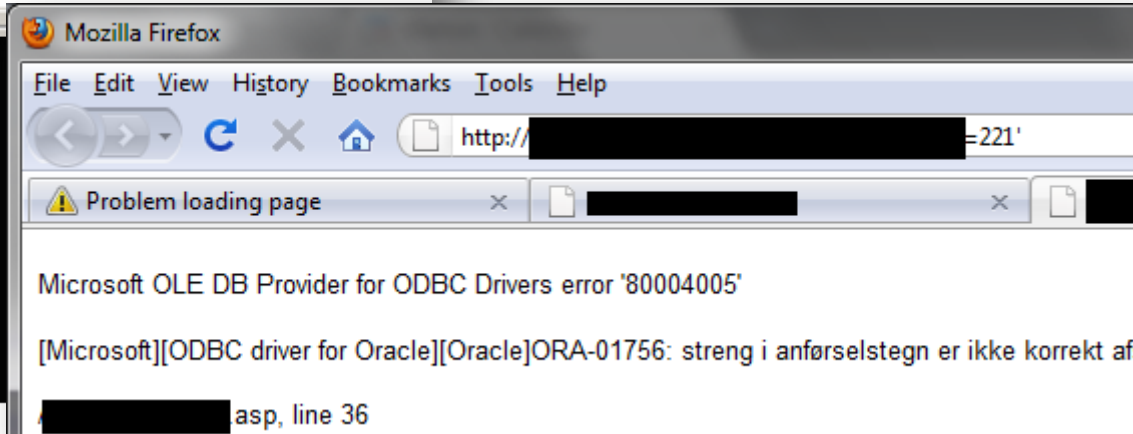 Mozilla Firefox
File Edit View History Bookmarks Tools Help
http:// =221'
Problem loading page
Microsoft OLE DB Provider for ODBC Drivers error '80004005'
[Microsoft][ODBC driver for Oracle][Oracle]ORA-01756: streng i anførselstegn er ikke korrekt af
.asp, line 36